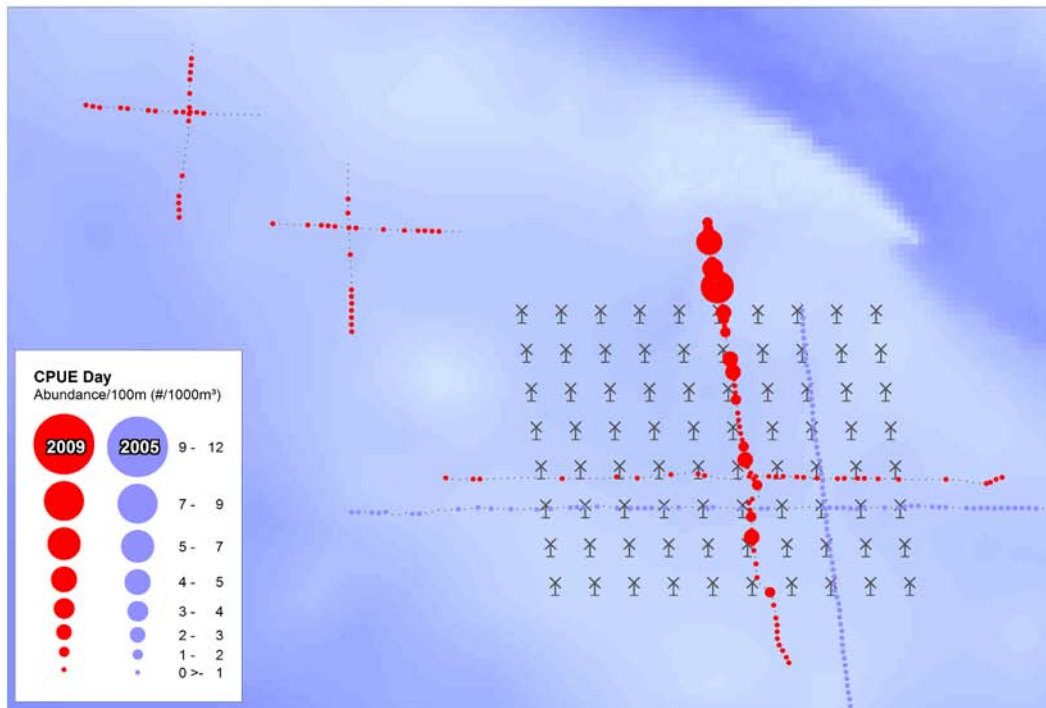 CPUE Day
Abundance/100m (#/1000m³)
2009 2005 9 - 12
7 - 9
5 - 7
4 - 5
3 - 4
2 - 3
1 - 2
0 >- 1